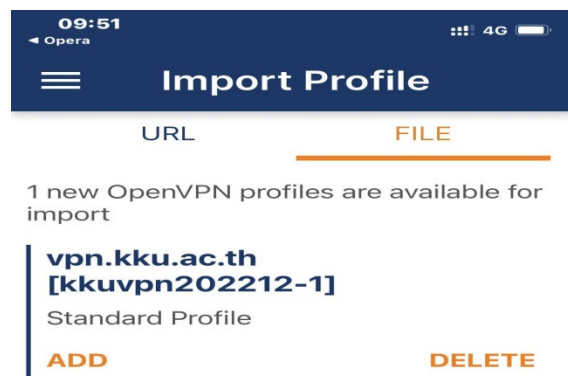 09:51
◄ Opera
4G
Import Profile
URL
FILE
1 new OpenVPN profiles are available for
import
vpn.kku.ac.th
[kkuvpn202212-1]
Standard Profile
ADD
DELETE